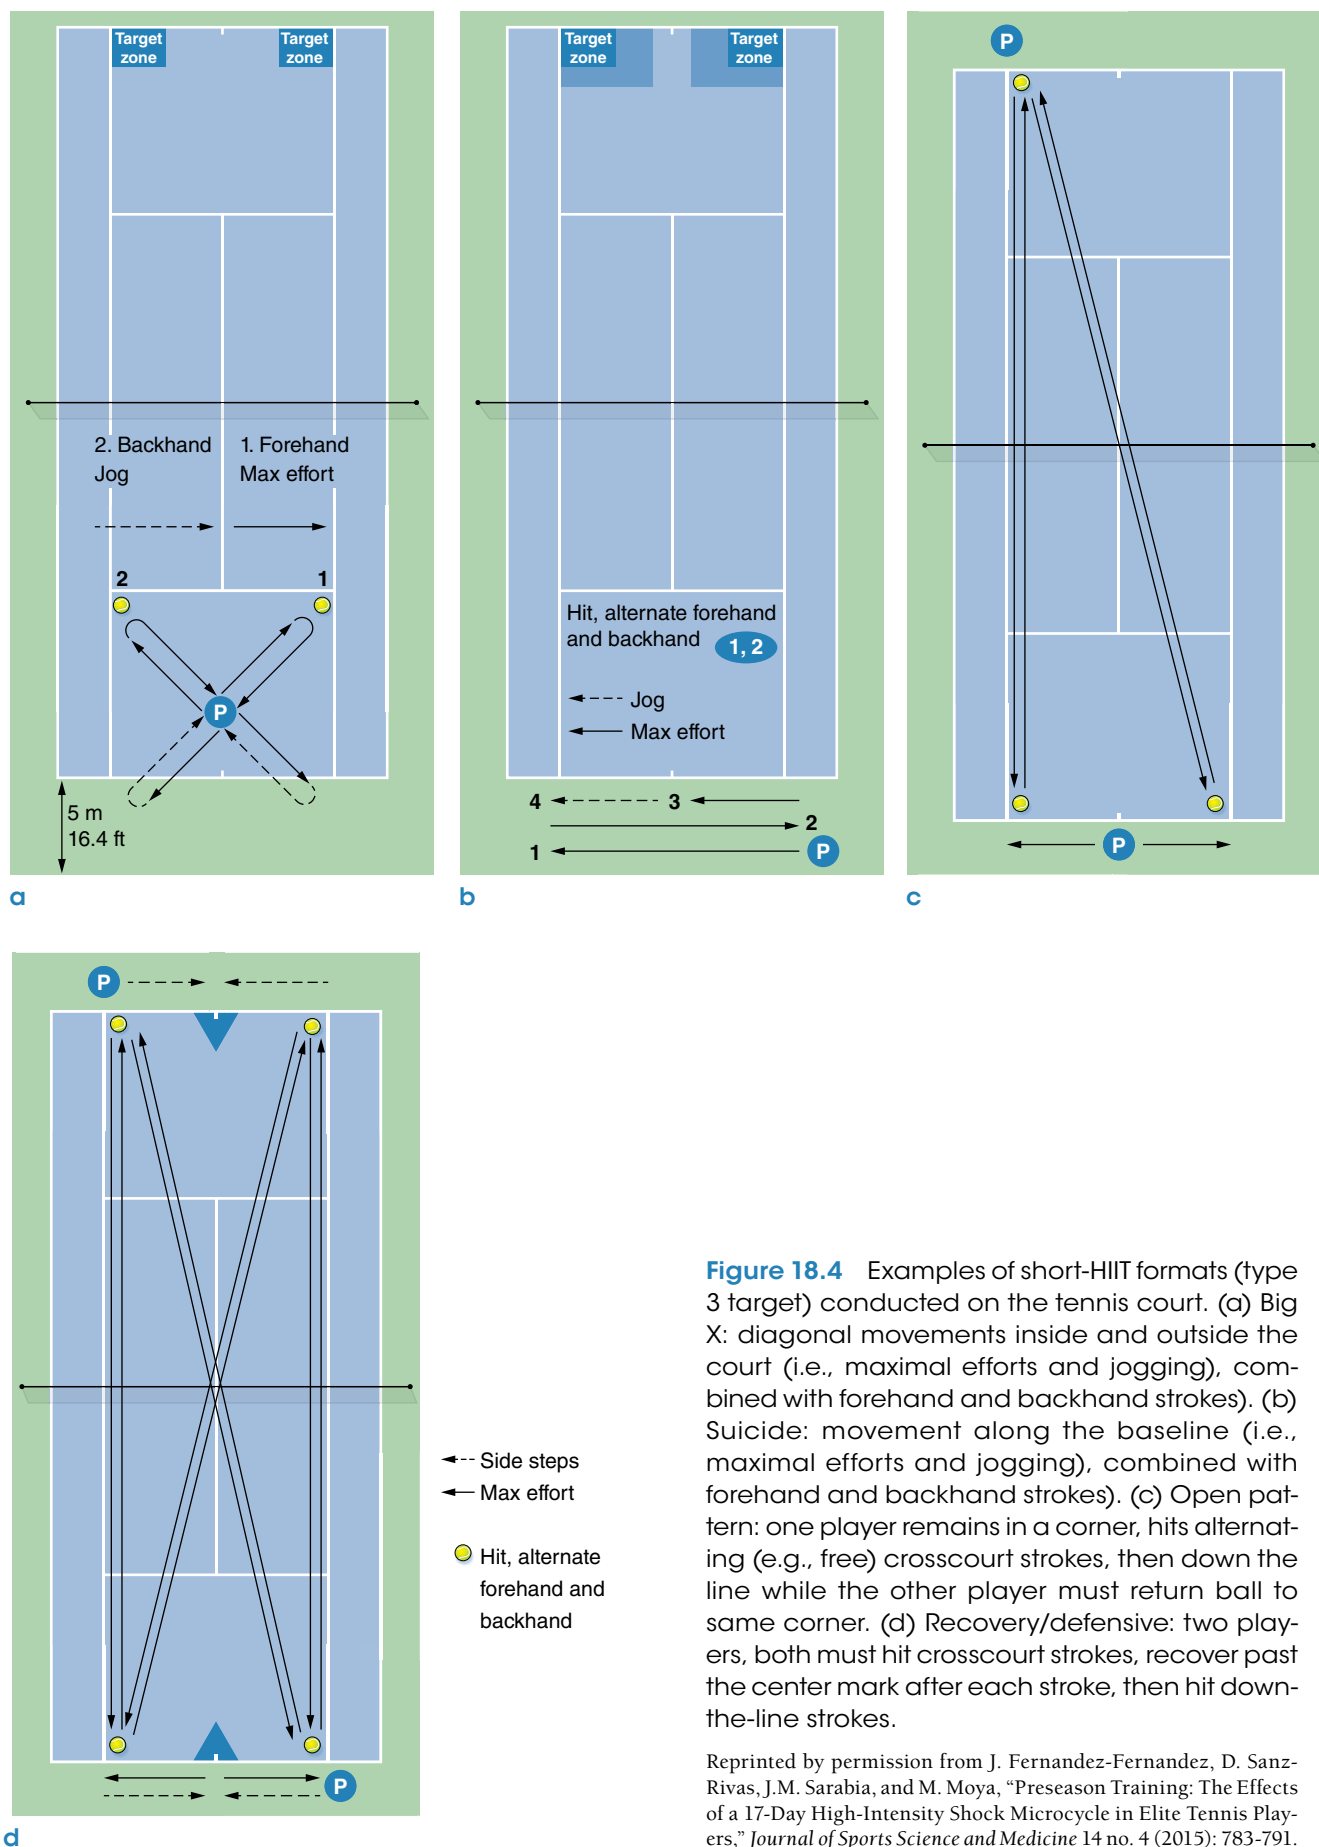 Target
zone
Target
zone
2. Backhand
Jog
1. Forehand
Max effort
2
1
P
5 m
16.4 ft
a
Target
zone
Target
zone
Hit, alternate forehand
and backhand
1, 2
Jog
Max effort
4
3
2
1
P
b
P
P
c
P
P
d
Side steps
Max effort
Hit, alternate
forehand and
backhand
Figure 18.4 Examples of short-HIIT formats (type
3 target) conducted on the tennis court. (a) Big
X: diagonal movements inside and outside the
court (i.e., maximal efforts and jogging), com-
bined with forehand and backhand strokes). (b)
Suicide: movement along the baseline (i.e.,
maximal efforts and jogging), combined with
forehand and backhand strokes). (c) Open pat-
tern: one player remains in a corner, hits alternat-
ing (e.g., free) crosscourt strokes, then down the
line while the other player must return ball to
same corner. (d) Recovery/defensive: two play-
ers, both must hit crosscourt strokes, recover past
the center mark after each stroke, then hit down-
the-line strokes.
Reprinted by permission from J. Fernandez-Fernandez, D. Sanz-
Rivas, J.M. Sarabia, and M. Moya, “Preseason Training: The Effects
of a 17-Day High-Intensity Shock Microcycle in Elite Tennis Play-
ers,” Journal of Sports Science and Medicine 14 no. 4 (2015): 783-791.